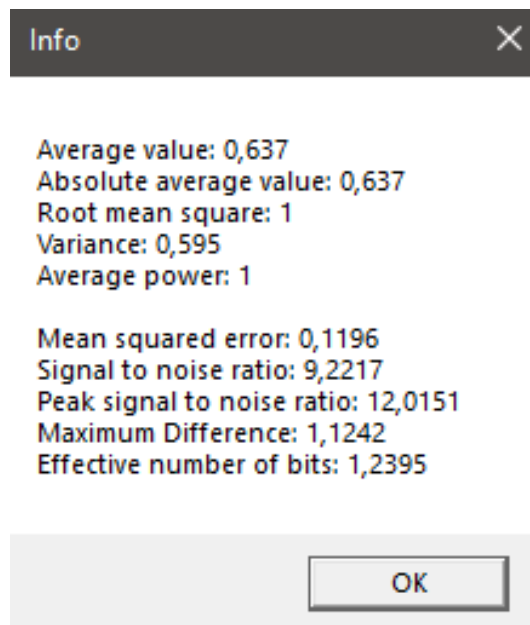 Info
Average value: 0,637
Absolute average value: 0,637
Root mean square: 1
Variance: 0,595
Average power: 1
Mean squared error: 0,1196
Signal to noise ratio: 9,2217
Peak signal to noise ratio: 12,0151
Maximum Difference: 1,1242
Effective number of bits: 1,2395
OK